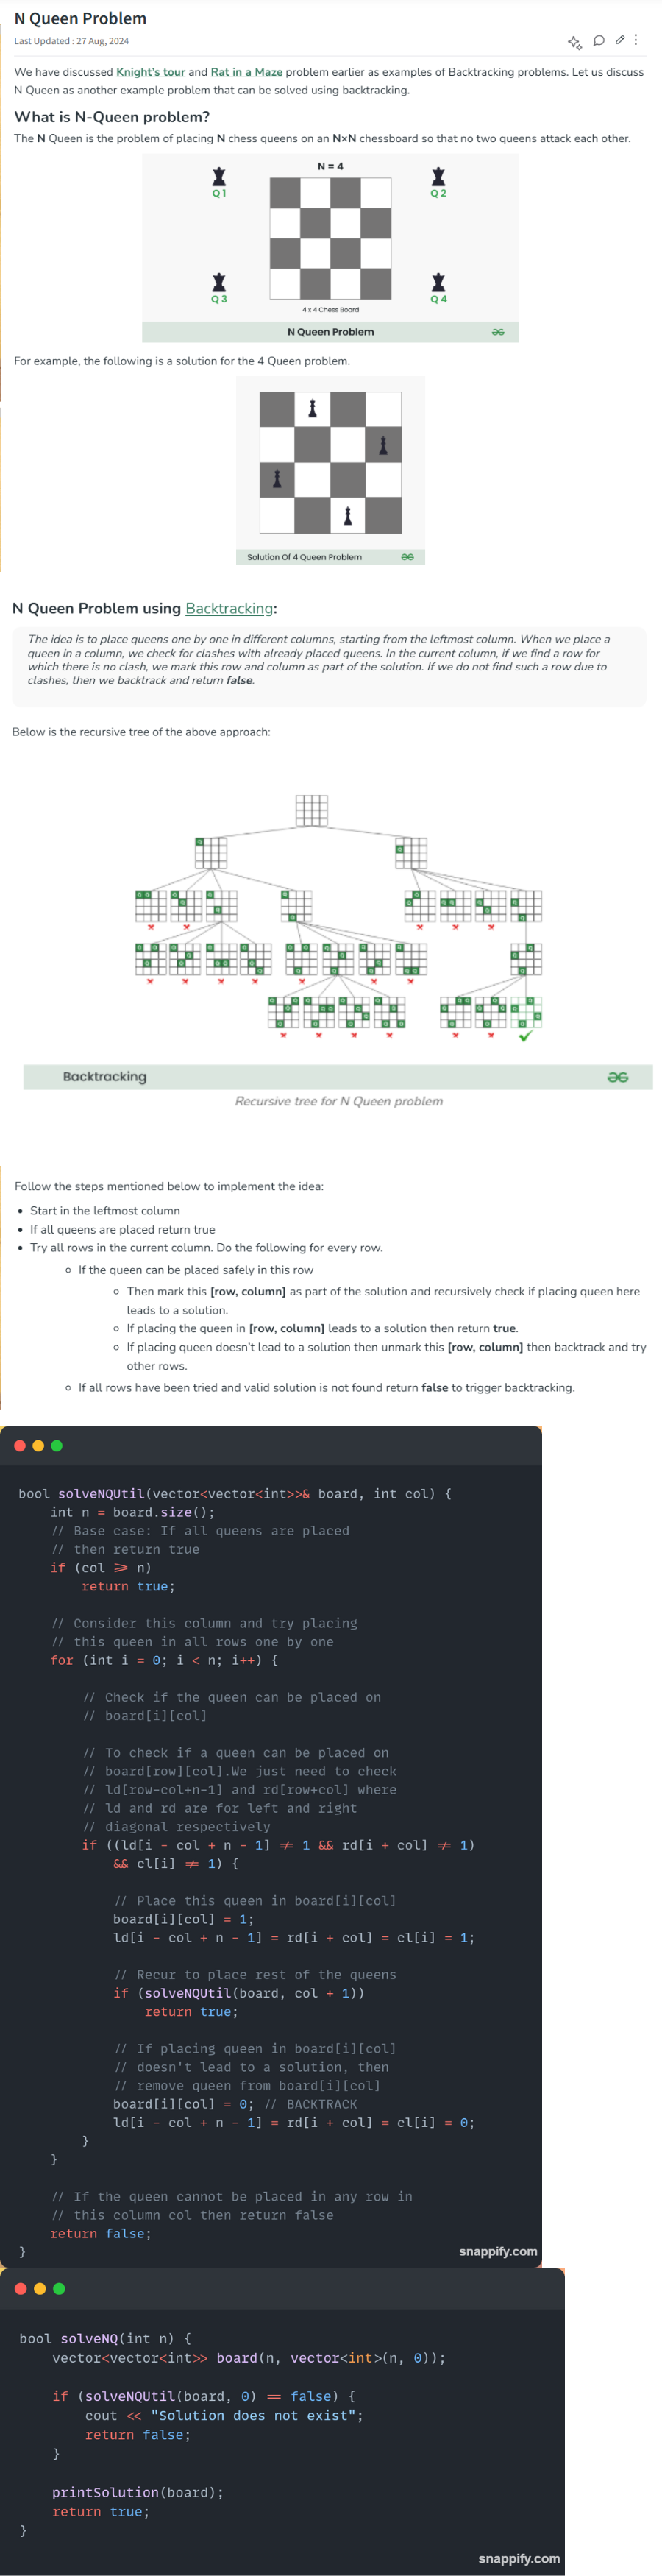 N Queen Problem
Last Updated : 27 Aug, 2024
We have discussed Knight's tour and Rat in a Maze problem earlier as examples of Backtracking problems. Let us discuss
N Queen as another example problem that can be solved using backtracking.
What is N-Queen problem?
The N Queen is the problem of placing N chess queens on an N×N chessboard so that no two queens attack each other.
N = 4
Q 1
Q 2
Q 3
Q 4
4 x 4 Chess Board
N Queen Problem
For example, the following is a solution for the 4 Queen problem.
Solution Of 4 Queen Problem
N Queen Problem using Backtracking:
The idea is to place queens one by one in different columns, starting from the leftmost column. When we place a
queen in a column, we check for clashes with already placed queens. In the current column, if we find a row for
which there is no clash, we mark this row and column as part of the solution. If we do not find such a row due to
clashes, then we backtrack and return false.
Below is the recursive tree of the above approach:
Backtracking
Recursive tree for N Queen problem
Follow the steps mentioned below to implement the idea:
• Start in the leftmost column
• If all queens are placed return true
• Try all rows in the current column. Do the following for every row.
o If the queen can be placed safely in this row
o Then mark this [row, column] as part of the solution and recursively check if placing queen here
leads to a solution.
o If placing the queen in [row, column] leads to a solution then return true.
o If placing queen doesn't lead to a solution then unmark this [row, column] then backtrack and try
other rows.
o If all rows have been tried and valid solution is not found return false to trigger backtracking.
bool solveNQUtil(vector<vector<int>>& board, int col) {
int n = board.size();
// Base case: If all queens are placed
// then return true
if (col >= n)
return true;
// Consider this column and try placing
// this queen in all rows one by one
for (int i = 0; i < n; i++) {
// Check if the queen can be placed on
// board[i][col]
// To check if a queen can be placed on
// board[row][col].We just need to check
// ld[row-col+n-1] and rd[row+col] where
// ld and rd are for left and right
// diagonal respectively
if ((ld[i - col + n - 1] != 1 && rd[i + col] != 1)
&& cl[i] != 1) {
// Place this queen in board[i][col]
board[i][col] = 1;
ld[i - col + n - 1] = rd[i + col] = cl[i] = 1;
// Recur to place rest of the queens
if (solveNQUtil(board, col + 1))
return true;
// If placing queen in board[i][col]
// doesn't lead to a solution, then
// remove queen from board[i][col]
board[i][col] = 0; // BACKTRACK
ld[i - col + n - 1] = rd[i + col] = cl[i] = 0;
}
}
// If the queen cannot be placed in any row in
// this column col then return false
return false;
}
snappify.com
bool solveNQ(int n) {
vector<vector<int>> board(n, vector<int>(n, 0));
if (solveNQUtil(board, 0) == false) {
cout << "Solution does not exist";
return false;
}
printSolution(board);
return true;
}
snappify.com